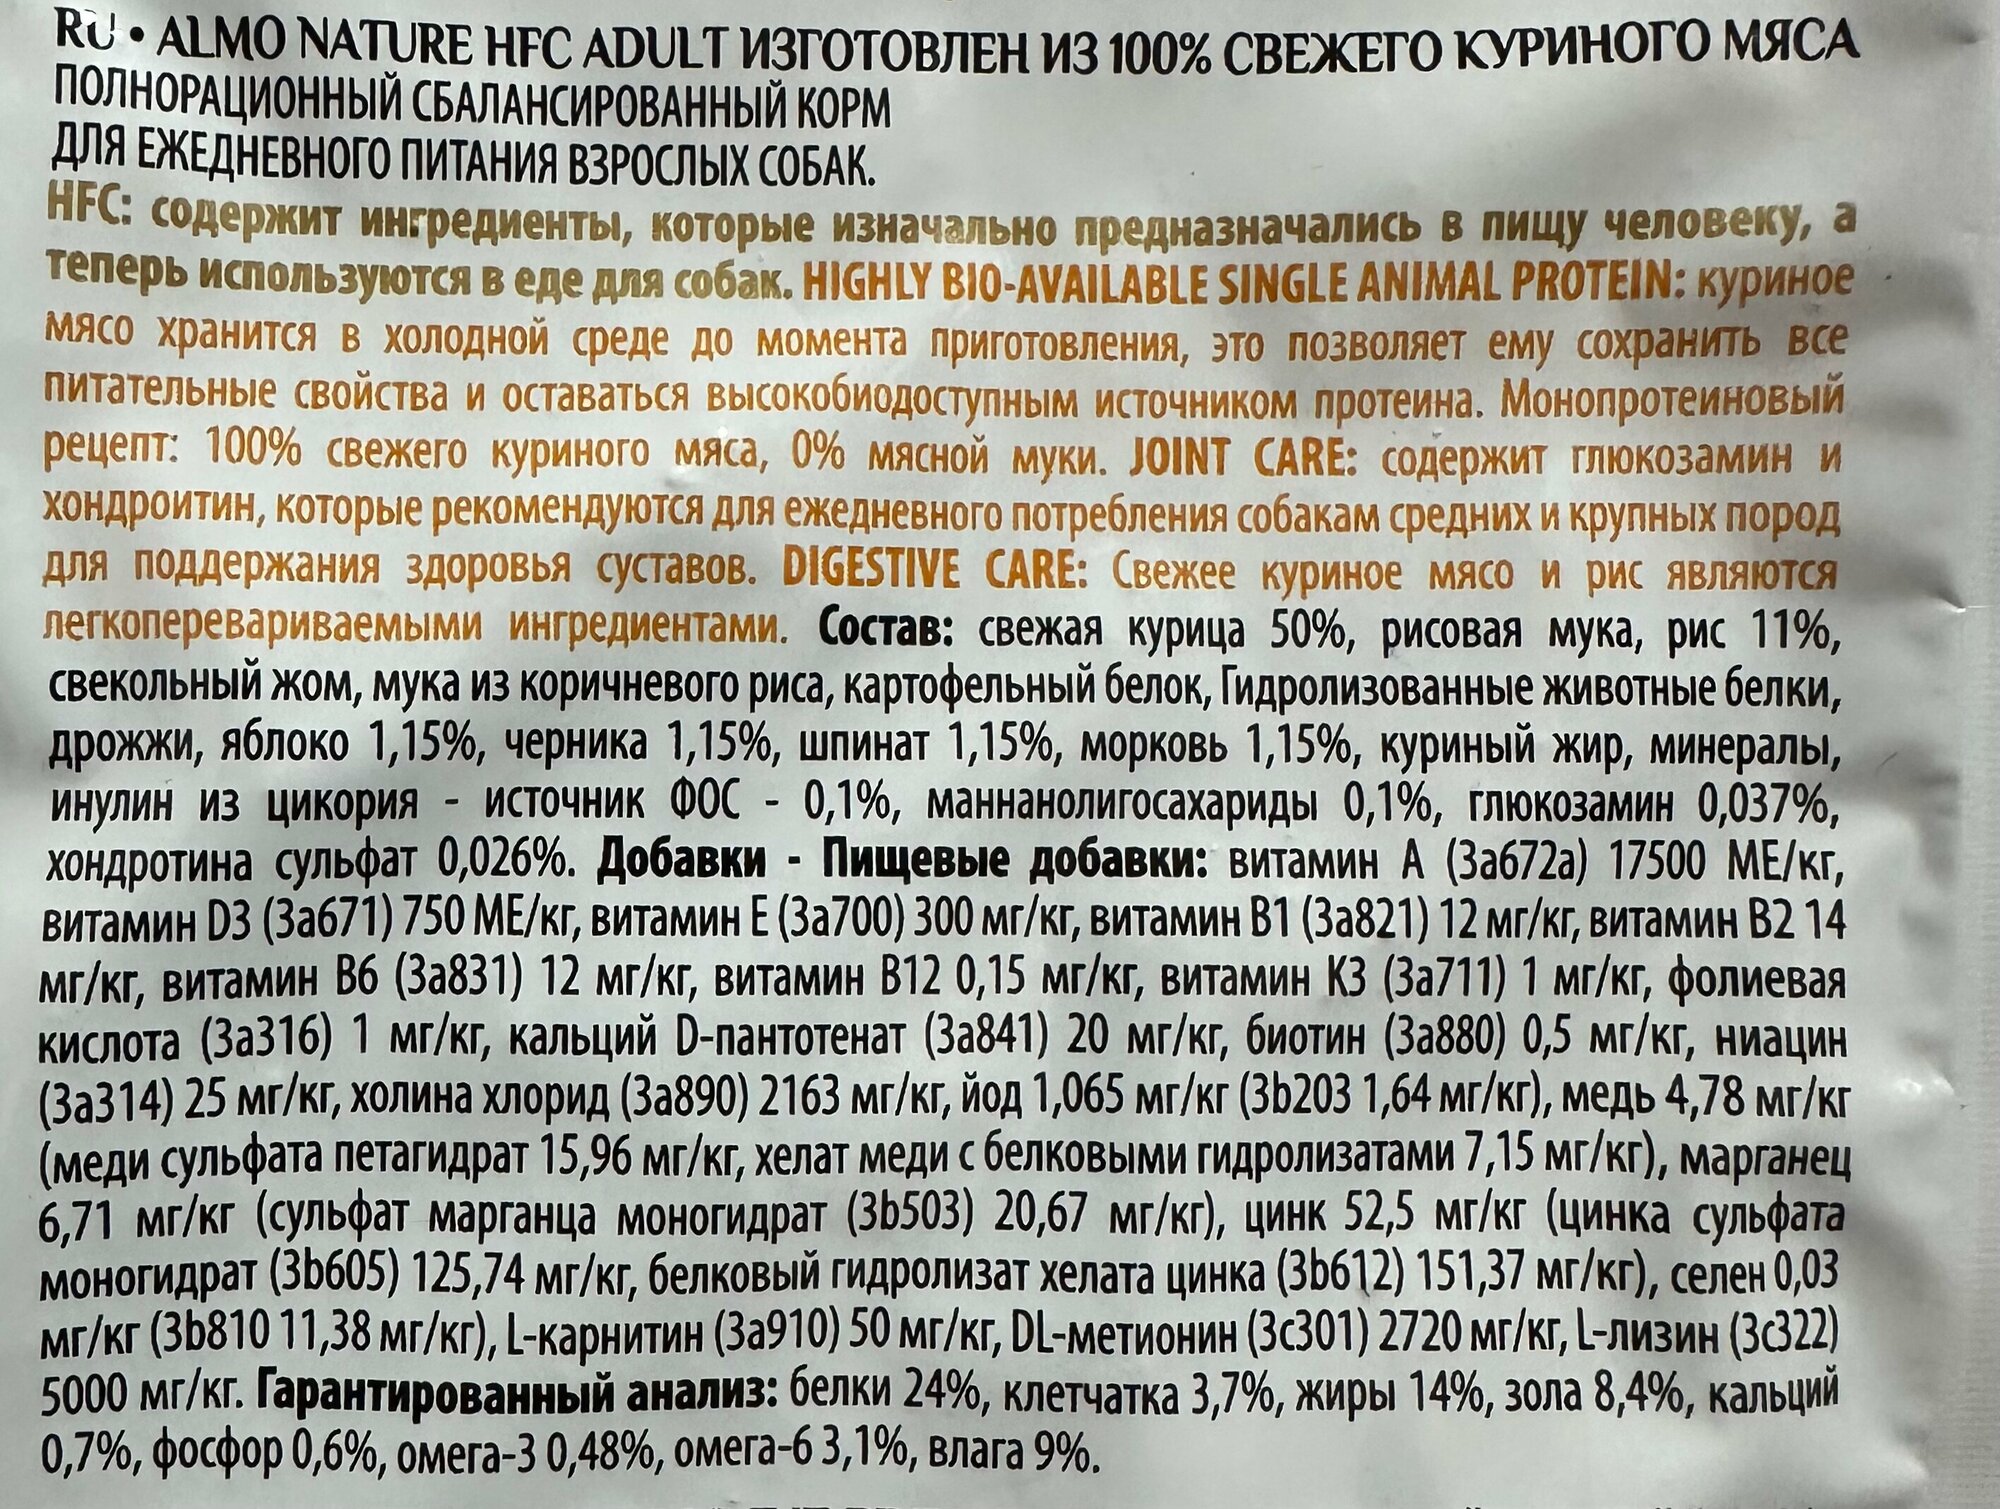 RU • ALMO NATURE HFC ADULT ИЗГОТОВЛЕН ИЗ 100% СВЕЖЕГО КУРИНОГО МЯСА
ПОЛНОРАЦИОННЫЙ СБАЛАНСИРОВАННЫЙ КОРМ
ДЛЯ ЕЖЕДНЕВНОГО ПИТАНИЯ ВЗРОСЛЫХ СОБАК.
HFC: содержит ингредиенты, которые изначально предназначались в пищу человеку, а
теперь используются в еде для собак. HIGHLY BIO-AVAILABLE SINGLE ANIMAL PROTEIN: куриное
мясо хранится в холодной среде до момента приготовления, это позволяет ему сохранить все
питательные свойства и оставаться высокобиодоступным источником протеина. Монопротеиновый
рецепт: 100% свежего куриного мяса, 0% мясной муки. JOINT CARE: содержит глюкозамин и
хондроитин, которые рекомендуются для ежедневного потребления собакам средних и крупных пород
для поддержания здоровья суставов. DIGESTIVE CARE: Свежее куриное мясо и рис являются
легкоперевариваемыми ингредиентами. Состав: свежая курица 50%, рисовая мука, рис 11%,
свекольный жом, мука из коричневого риса, картофельный белок, Гидролизованные животные белки,
дрожжи, яблоко 1,15%, черника 1,15%, шпинат 1,15%, морковь 1,15%, куриный жир, минералы,
инулин из цикория - источник ФОС - 0,1%, маннанолигосахариды 0,1%, глюкозамин 0,037%,
хондротина сульфат 0,026%. Добавки - Пищевые добавки: витамин А (3а672а) 17500 МЕ/кг,
витамин D3 (3а671) 750 МЕ/кг, витамин Е (3а700) 300 мг/кг, витамин В1 (3а821) 12 мг/кг, витамин В2 14
мг/кг, витамин В6 (3а831) 12 мг/кг, витамин В12 0,15 мг/кг, витамин К3 (3а711) 1 мг/кг, фолиевая
кислота (3а316) 1 мг/кг, кальций D-пантотенат (3а841) 20 мг/кг, биотин (3а880) 0,5 мг/кг, ниацин
(3а314) 25 мг/кг, холина хлорид (3а890) 2163 мг/кг, йод 1,065 мг/кг (3b203 1,64 мг/кг), медь 4,78 мг/кг
(меди сульфата петагидрат 15,96 мг/кг, хелат меди с белковыми гидролизатами 7,15 мг/кг), марганец
6,71 мг/кг (сульфат марганца моногидрат (3b503) 20,67 мг/кг), цинк 52,5 мг/кг (цинка сульфата
моногидрат (3b605) 125,74 мг/кг, белковый гидролизат хелата цинка (3b612) 151,37 мг/кг), селен 0,03
мг/кг (3b810 11,38 мг/кг), L-карнитин (3а910) 50 мг/кг, DL-метионин (3с301) 2720 мг/кг, L-лизин (3с322)
5000 мг/кг. Гарантированный анализ: белки 24%, клетчатка 3,7%, жиры 14%, зола 8,4%, кальций
0,7%, фосфор 0,6%, омега-3 0,48%, омега-6 3,1%, влага 9%.